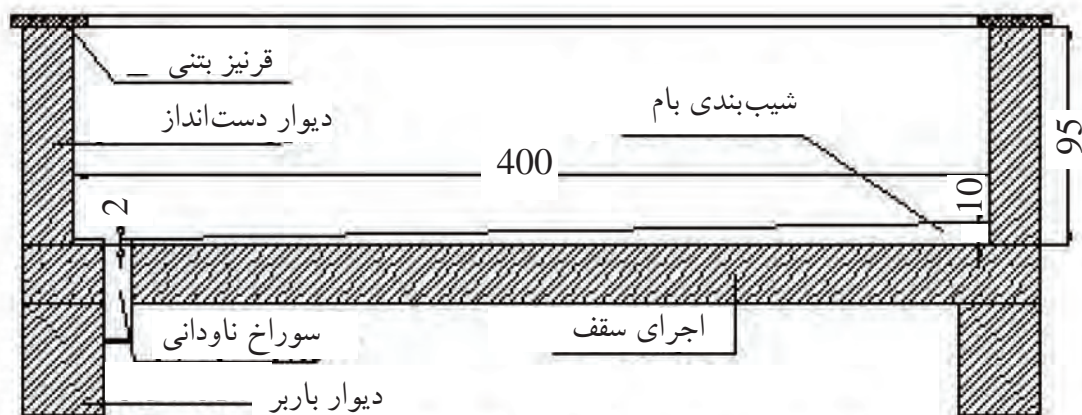 قرنیز بتنی
شیب‌بندی بام
دیوار دست‌انداز
95
400
10
2
سوراخ ناودانی
اجرای سقف
دیوار باربر